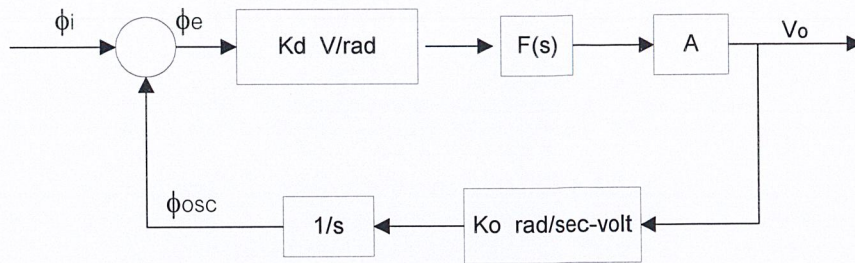 ϕi
ϕe
Kd V/rad
F(s)
A
Vo
ϕosc
1/s
Ko rad/sec-volt